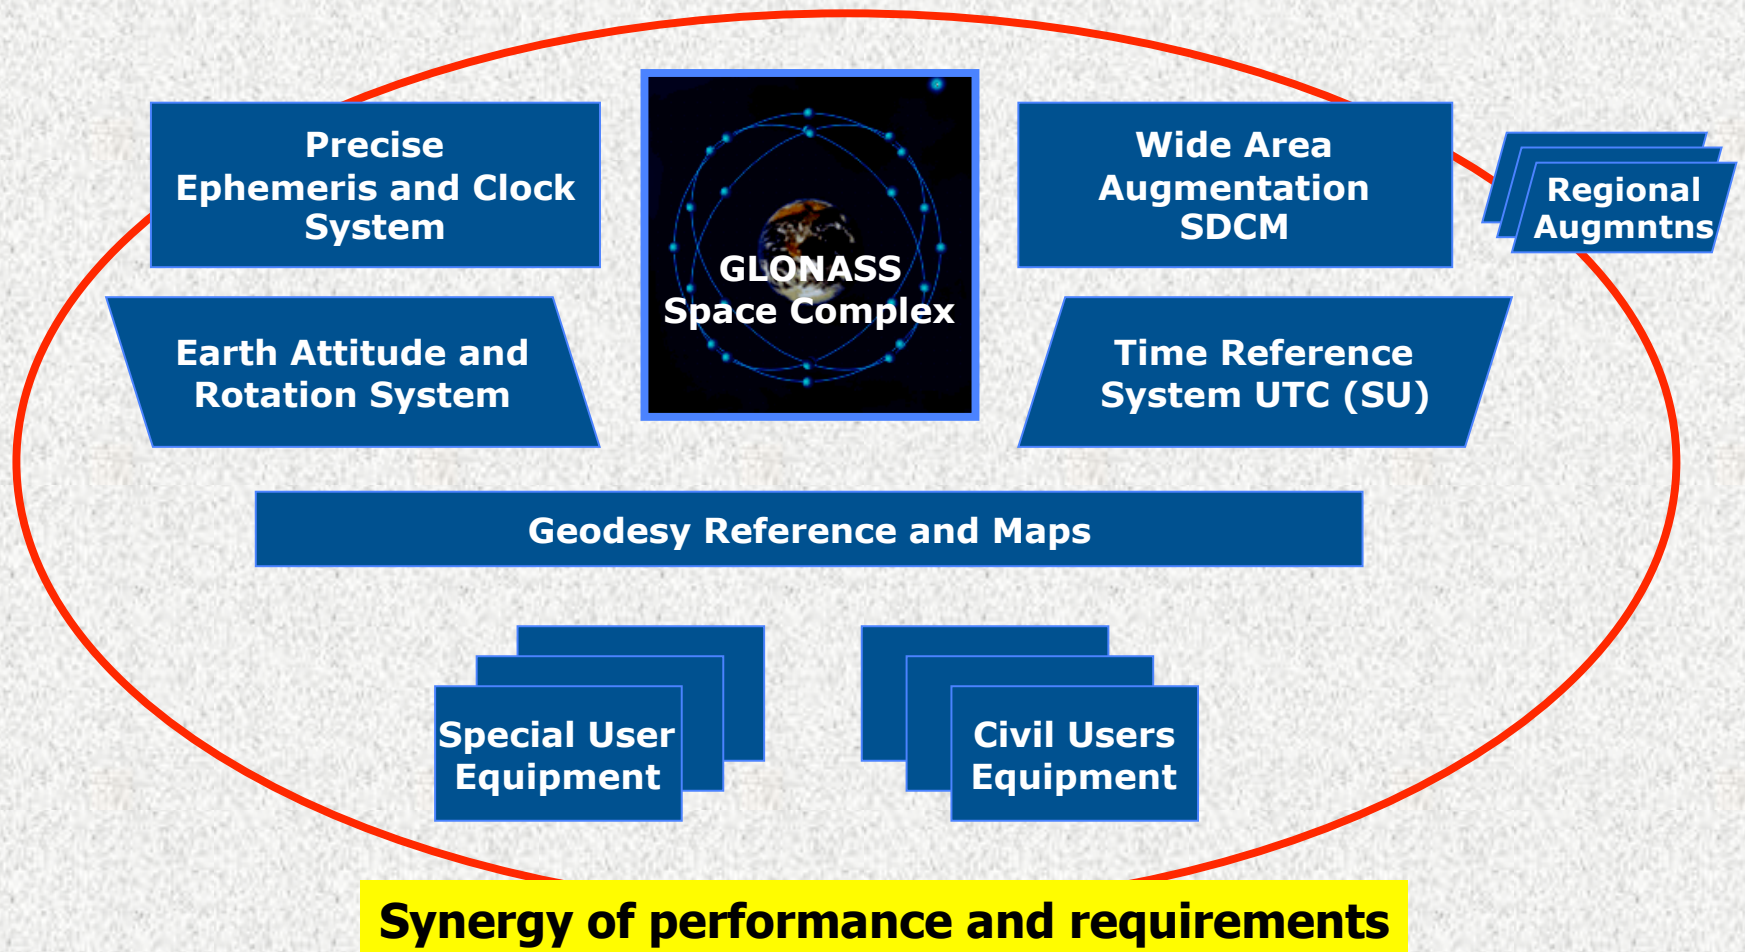 Precise
Ephemeris and Clock
System
GLONASS
Space Complex
Wide Area
Augmentation
SDCM
Regional
Augmntns
Earth Attitude and
Rotation System
Time Reference
System UTC (SU)
Geodesy Reference and Maps
Special User
Equipment
Civil Users
Equipment
Synergy of performance and requirements